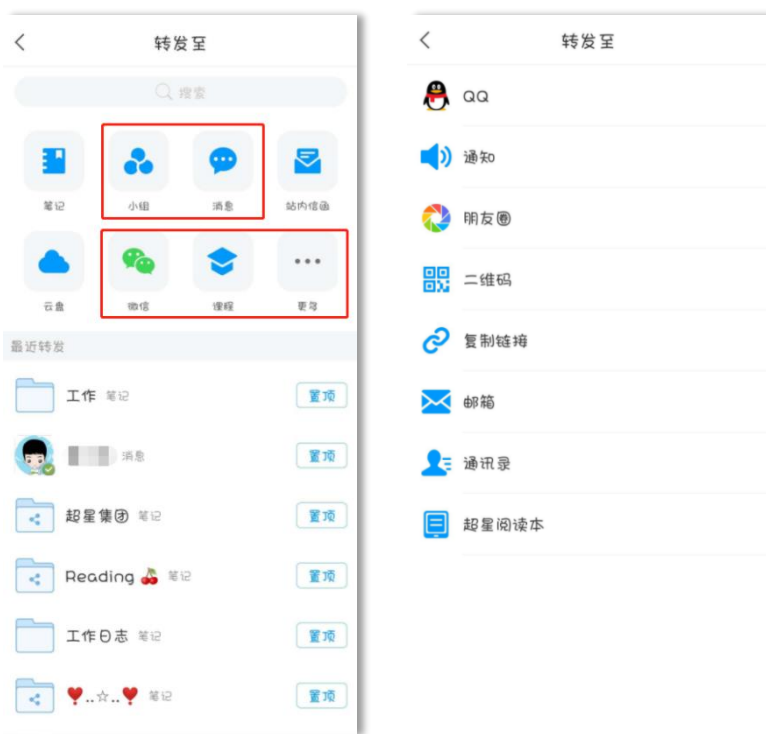 转发至
搜索
笔记 小组 消息 站内信函
云盘 微信 课程 更多
最近转发
工作 笔记 置顶
消息 置顶
超星集团 笔记 置顶
Reading 🍒 笔记 置顶
工作日志 笔记 置顶
❣..☆..❣ 笔记 置顶
转发至
QQ
通知
朋友圈
二维码
复制链接
邮箱
通讯录
超星阅读本